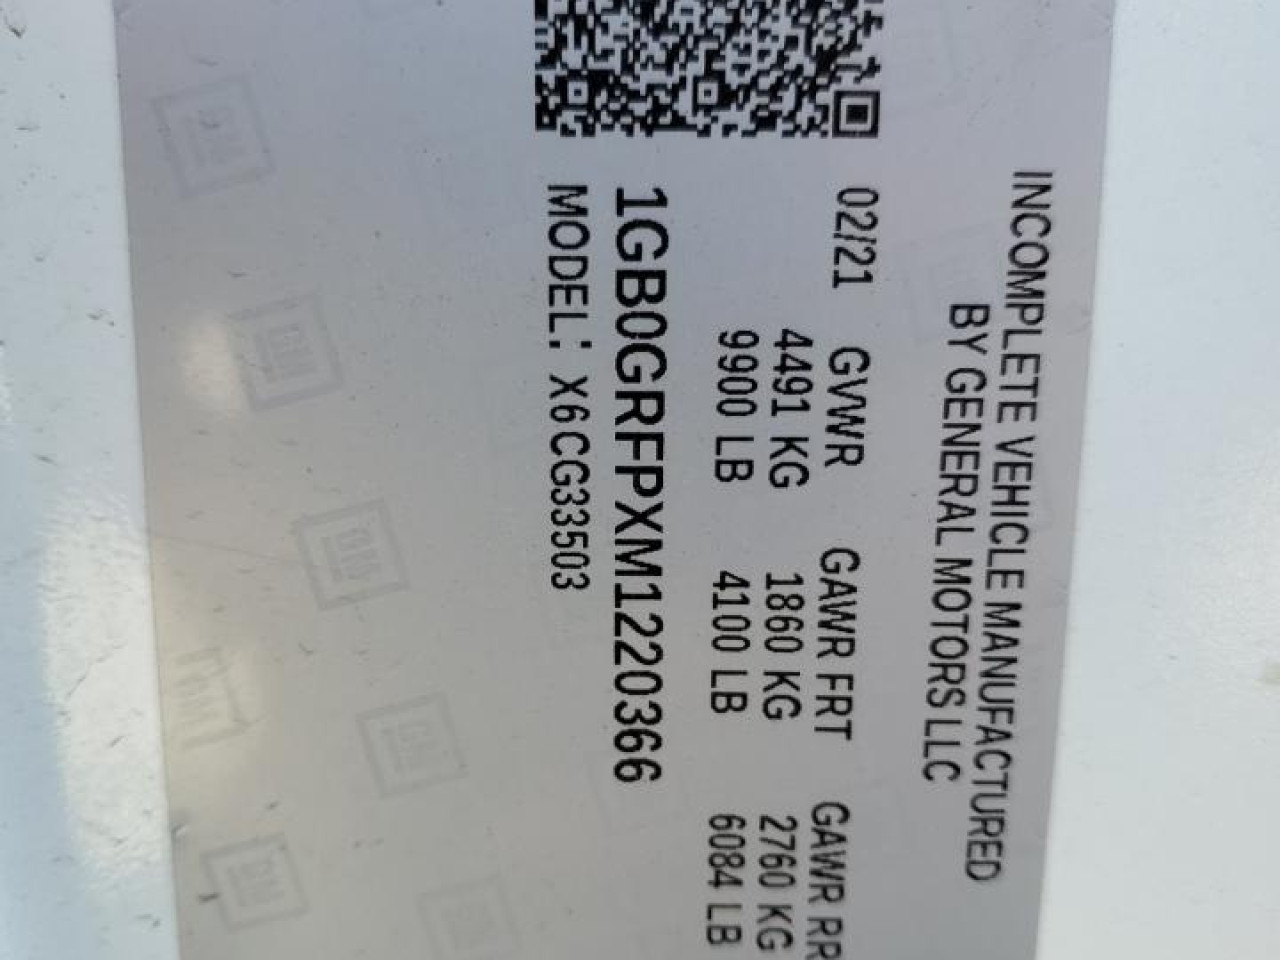 INCOMPLETE VEHICLE MANUFACTURED
BY GENERAL MOTORS LLC
02/21 GVWR GAWR FRT GAWR RR
4491 KG 1860 KG 2760 KG
9900 LB 4100 LB 6084 LB
1GB0GRFPXM1220366
MODEL: X6CG33503